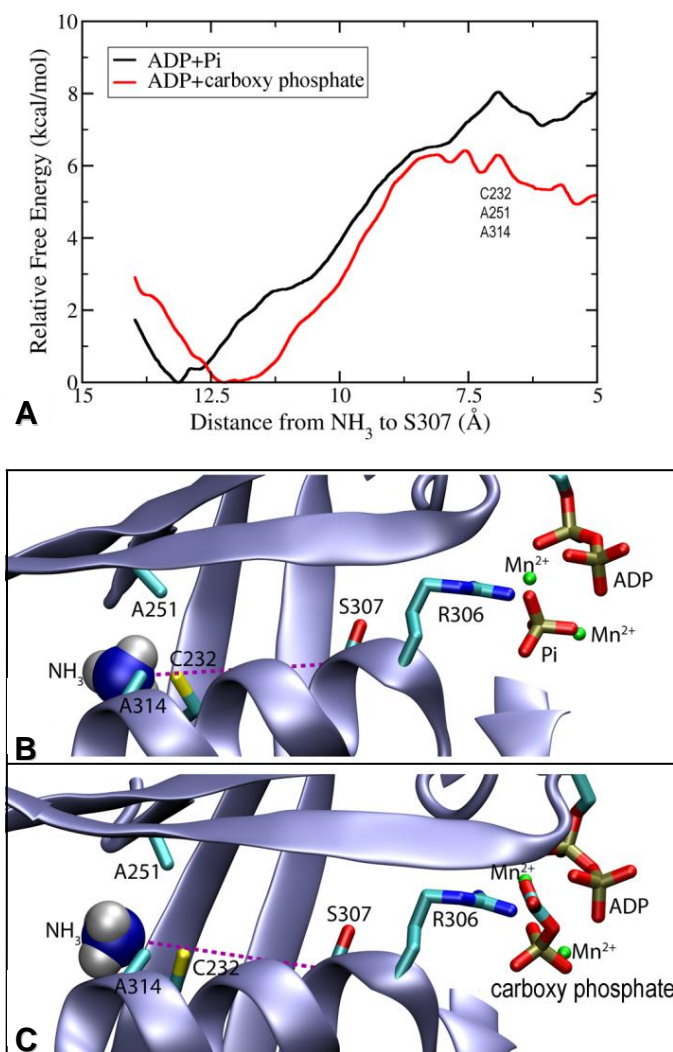 10
8
6
4
2
0
Relative Free Energy (kcal/mol)
ADP+Pi
ADP+carboxy phosphate
C232
A251
A314
15
12.5
10
7.5
5
Distance from NH3 to S307 (Å)
A
A251
NH3
C232
A314
S307
R306
Mn2+
ADP
Mn2+
Pi
B
A251
NH3
A314
C232
S307
R306
Mn2+
ADP
Mn2+
carboxy phosphate
C